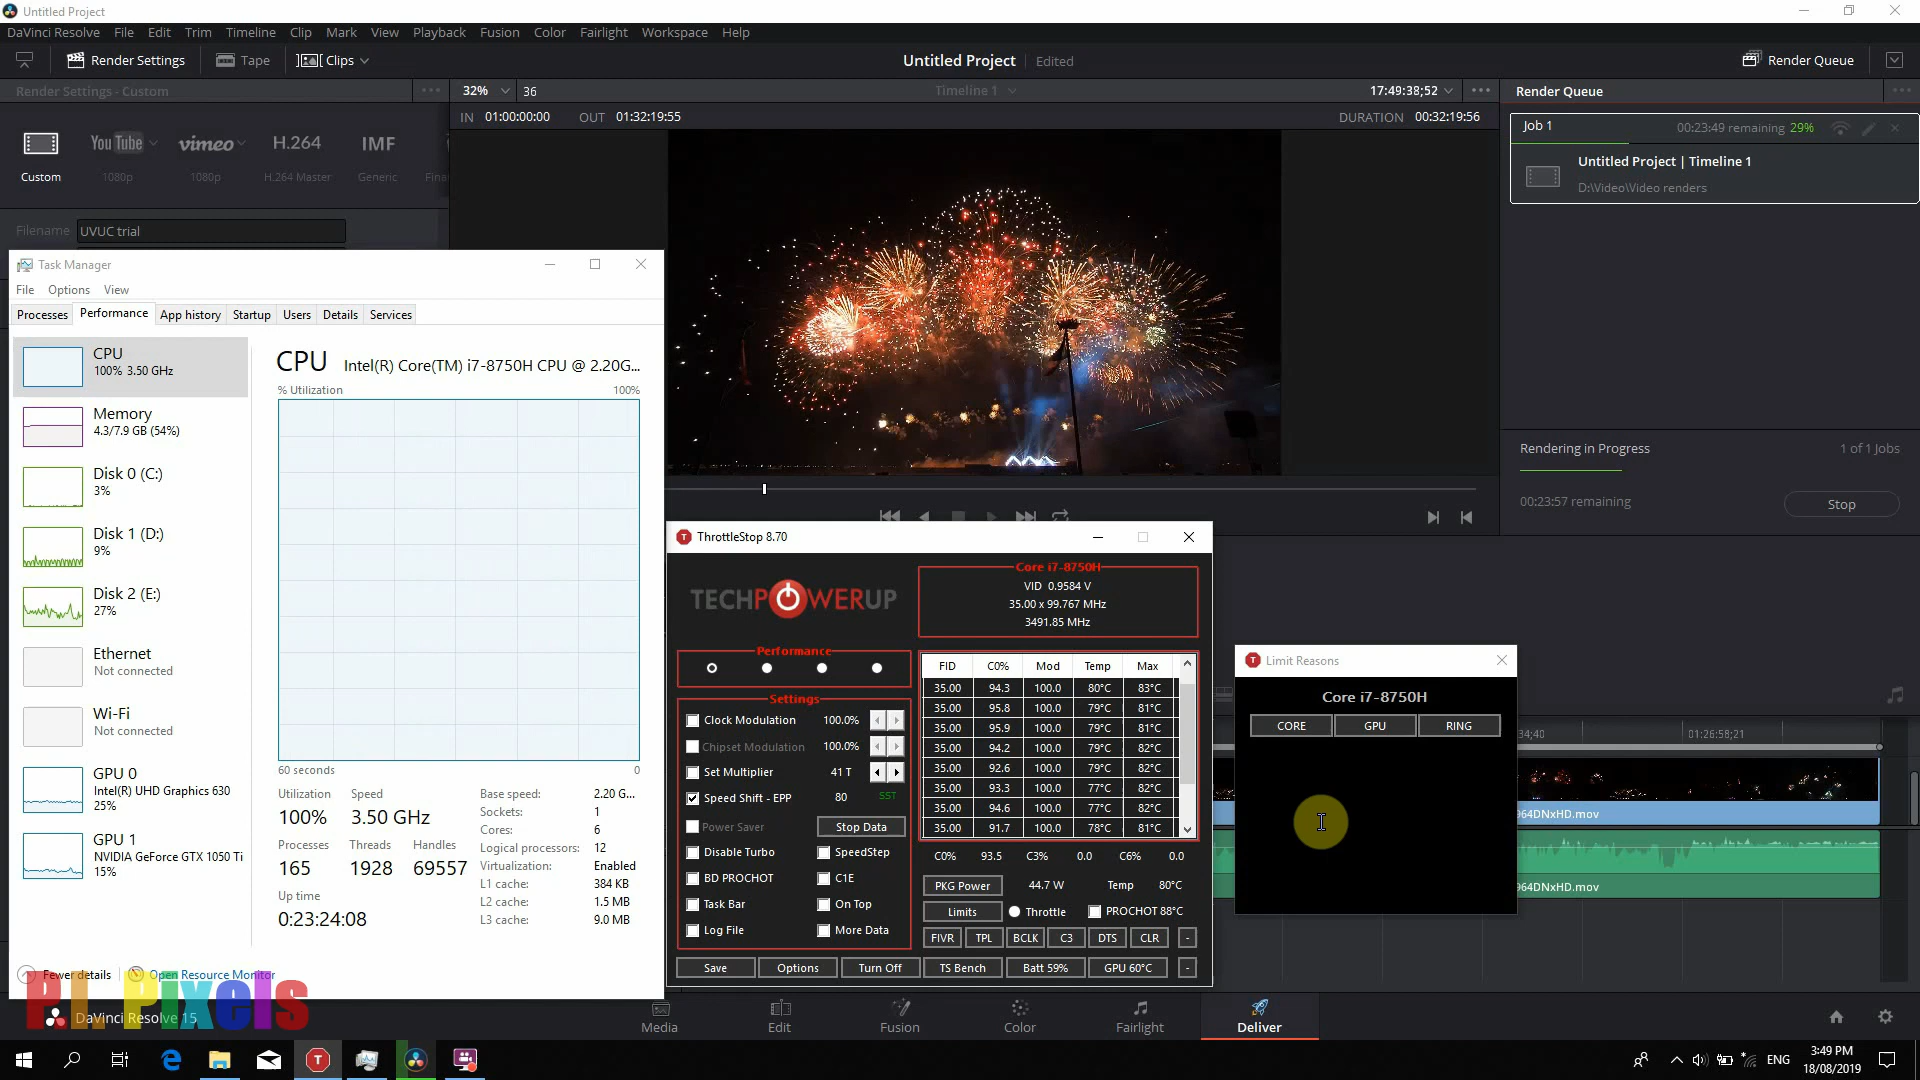 Untitled Project
DaVinci Resolve File Edit Trim Timeline Clip Mark View Playback Fusion Color Fairlight Workspace Help
Render Settings Tape Clips Untitled Project Edited Render Queue
Render Settings - Custom 32% 36 Timeline 1 17:49:38;52 Render Queue
IN 01:00:00:00 OUT 01:32:19:55 DURATION 00:32:19:56
Job 1 00:23:49 remaining 29%
Untitled Project | Timeline 1
D:\Video\Video renders
YouTube vimeo H.264 IMF
Custom 1080p 1080p H.264 Master Generic
Filename UVUC trial
Rendering in Progress 1 of 1 Jobs
00:23:57 remaining Stop
Task Manager
File Options View
Processes Performance App history Startup Users Details Services
CPU
100% 3.50 GHz
Memory
4.3/7.9 GB (54%)
Disk 0 (C:)
3%
Disk 1 (D:)
9%
Disk 2 (E:)
27%
Ethernet
Not connected
Wi-Fi
Not connected
GPU 0
Intel(R) UHD Graphics 630
25%
GPU 1
NVIDIA GeForce GTX 1050 Ti
15%
CPU Intel(R) Core(TM) i7-8750H CPU @ 2.20G...
% Utilization 100%
60 seconds 0
Utilization Speed
100% 3.50 GHz
Processes Threads Handles
165 1928 69557
Up time
0:23:24:08
Base speed: 2.20 G...
Sockets: 1
Cores: 6
Logical processors: 12
Virtualization: Enabled
L1 cache: 384 KB
L2 cache: 1.5 MB
L3 cache: 9.0 MB
Fewer details Open Resource Monitor
ThrottleStop 8.70
TECHPOWERUP
Core i7-8750H
VID 0.9584 V
35.00 x 99.767 MHz
3491.85 MHz
Performance
Settings
Clock Modulation 100.0%
Chipset Modulation 100.0%
Set Multiplier 41 T
Speed Shift - EPP 80 SST
Power Saver Stop Data
Disable Turbo SpeedStep
BD PROCHOT C1E
Task Bar On Top
Log File More Data
FID C0% Mod Temp Max
35.00 94.3 100.0 80°C 83°C
35.00 95.8 100.0 79°C 81°C
35.00 95.9 100.0 79°C 81°C
35.00 94.2 100.0 79°C 82°C
35.00 92.6 100.0 79°C 82°C
35.00 93.3 100.0 77°C 82°C
35.00 94.6 100.0 77°C 82°C
35.00 91.7 100.0 78°C 81°C
C0% 93.5 C3% 0.0 C6% 0.0
PKG Power 44.7 W Temp 80°C
Limits Throttle PROCHOT 88°C
FIVR TPL BCLK C3 DTS CLR -
Save Options Turn Off TS Bench Batt 59% GPU 60°C -
Limit Reasons
Core i7-8750H
CORE GPU RING
34;40 01:26:58;21
964DNxHD.mov
964DNxHD.mov
P.I. Pixels
DaVinci Resolve 15
Media Edit Fusion Color Fairlight Deliver
ENG 3:49 PM
18/08/2019